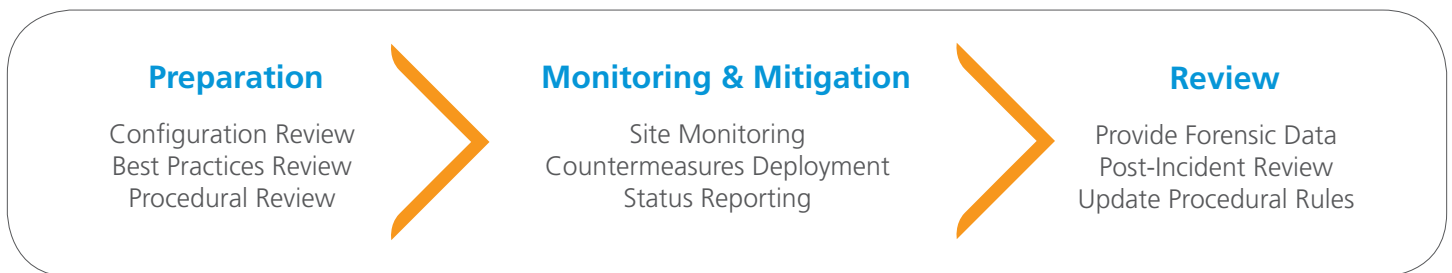 Preparation
Configuration Review
Best Practices Review
Procedural Review
Monitoring & Mitigation
Site Monitoring
Countermeasures Deployment
Status Reporting
Review
Provide Forensic Data
Post-Incident Review
Update Procedural Rules